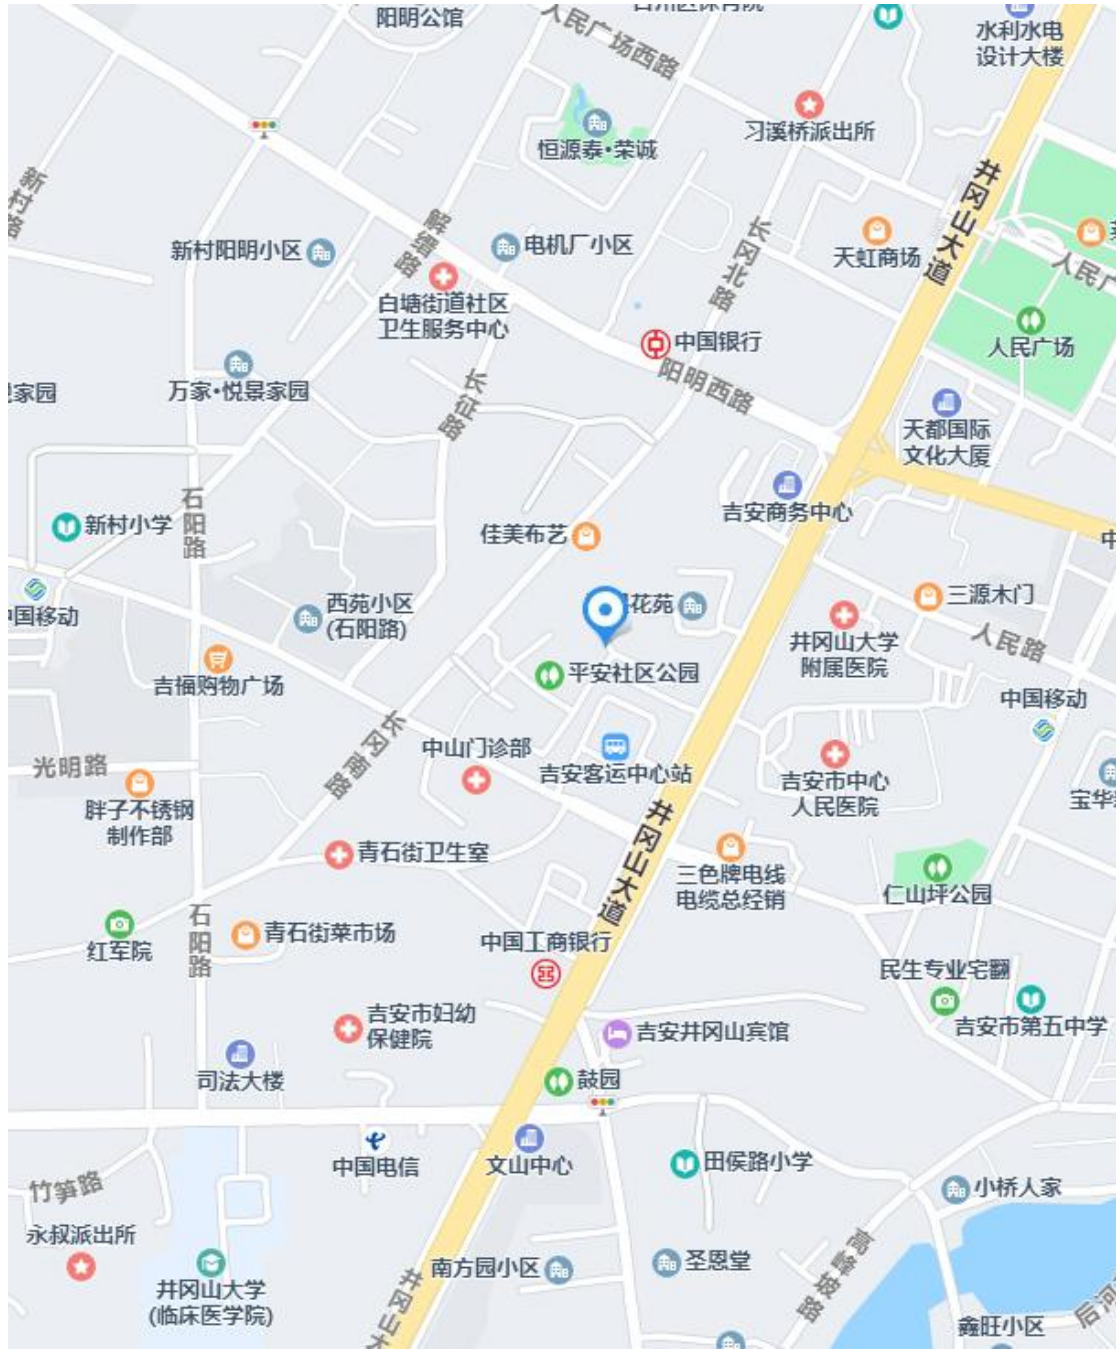 阳明公馆
人民广场西路
水利水电
设计大楼
习溪桥派出所
恒源泰·荣诚
井冈山大道
新村路
解缙路
长冈北路
新村阳明小区
电机厂小区
天虹商场
人民广
白塘街道社区
卫生服务中心
中国银行
人民广场
阳明西路
万家·悦景家园
家园
长征路
天都国际
文化大厦
吉安商务中心
石阳路
新村小学
佳美布艺
中
西苑小区
(石阳路)
花苑
三源木门
中国移动
井冈山大学
附属医院
人民路
吉福购物广场
平安社区公园
中国移动
长冈南路
中山门诊部
吉安客运中心站
吉安市中心
人民医院
光明路
胖子不锈钢
制作部
宝华
井冈山大道
青石街卫生室
三色牌电线
电缆总经销
仁山坪公园
石阳路
红军院
青石街菜市场
中国工商银行
民生专业宅翻
吉安市妇幼
保健院
吉安井冈山宾馆
吉安市第五中学
司法大楼
鼓园
中国电信
文山中心
田侯路小学
竹笋路
小桥人家
永叔派出所
井冈山大学
(临床医学院)
南方园小区
圣恩堂
高峰坡路
井冈山大
后河
鑫旺小区